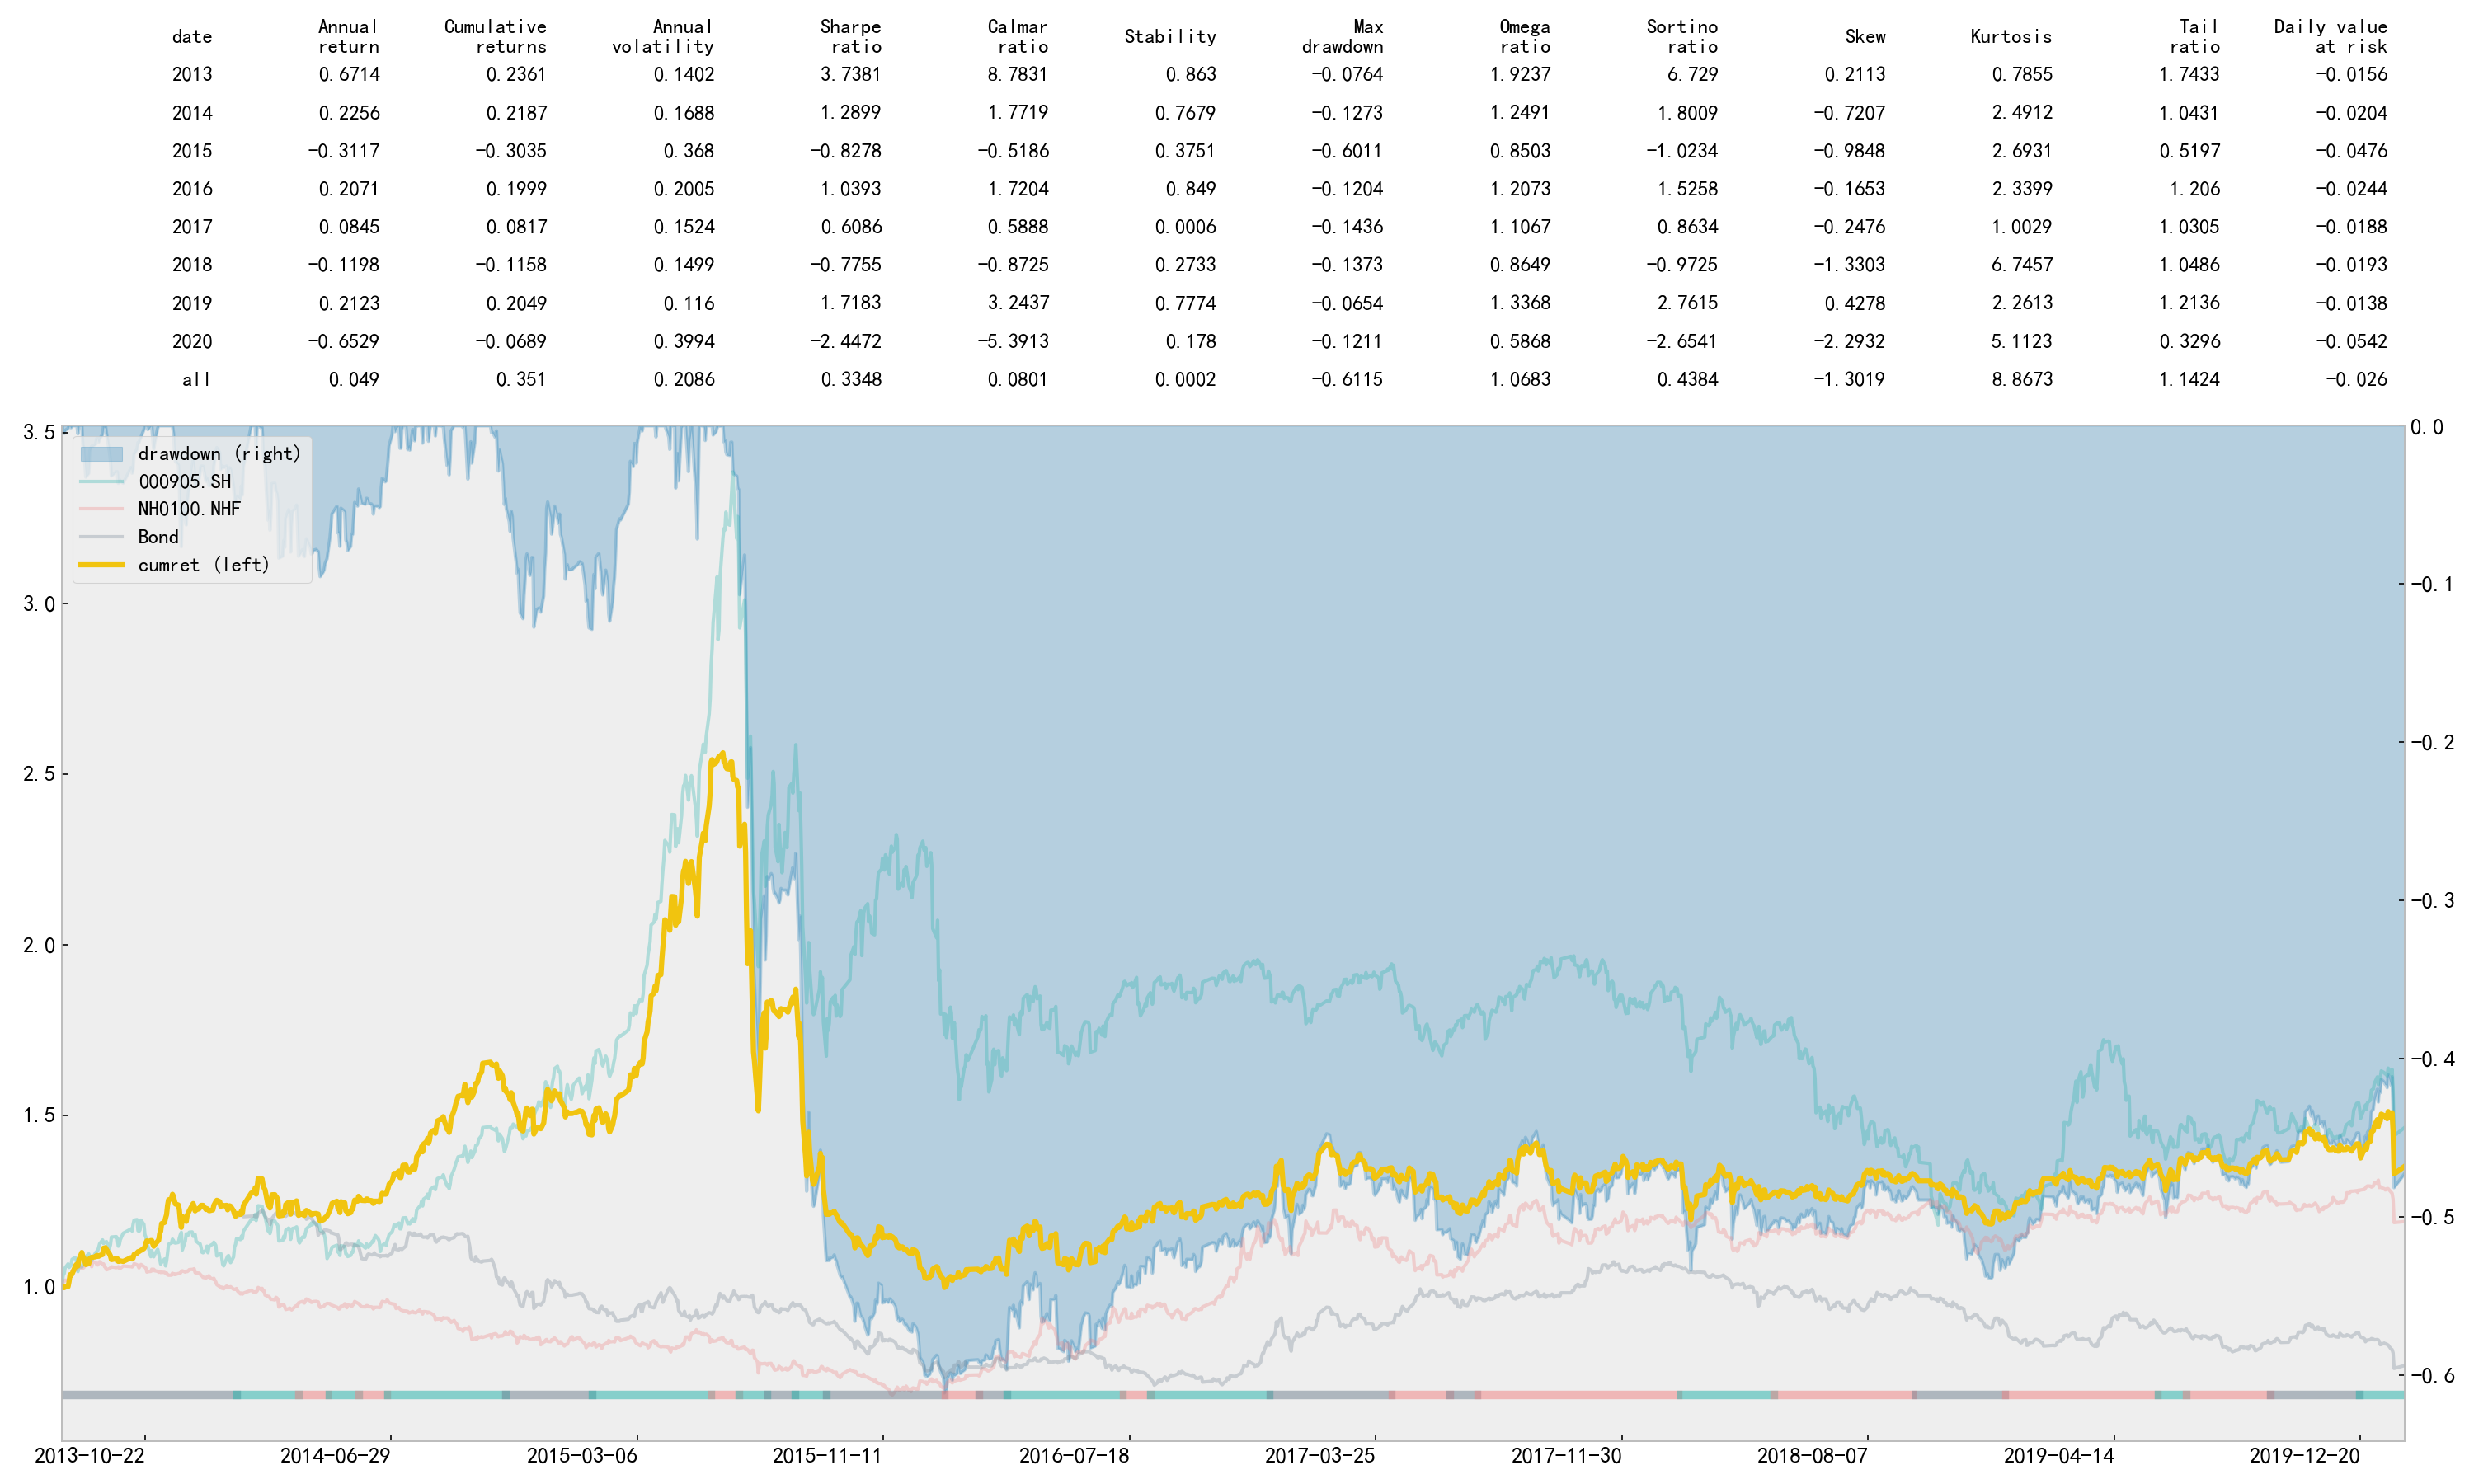 date Annual return Cumulative returns Annual volatility Sharpe ratio Calmar ratio Stability Max drawdown Omega ratio Sortino ratio Skew Kurtosis Tail ratio Daily value at risk
2013 0.6714 0.2361 0.1402 3.7381 8.7831 0.863 -0.0764 1.9237 6.729 0.2113 0.7855 1.7433 -0.0156
2014 0.2256 0.2187 0.1688 1.2899 1.7719 0.7679 -0.1273 1.2491 1.8009 -0.7207 2.4912 1.0431 -0.0204
2015 -0.3117 -0.3035 0.368 -0.8278 -0.5186 0.3751 -0.6011 0.8503 -1.0234 -0.9848 2.6931 0.5197 -0.0476
2016 0.2071 0.1999 0.2005 1.0393 1.7204 0.849 -0.1204 1.2073 1.5258 -0.1653 2.3399 1.206 -0.0244
2017 0.0845 0.0817 0.1524 0.6086 0.5888 0.0006 -0.1436 1.1067 0.8634 -0.2476 1.0029 1.0305 -0.0188
2018 -0.1198 -0.1158 0.1499 -0.7755 -0.8725 0.2733 -0.1373 0.8649 -0.9725 -1.3303 6.7457 1.0486 -0.0193
2019 0.2123 0.2049 0.116 1.7183 3.2437 0.7774 -0.0654 1.3368 2.7615 0.4278 2.2613 1.2136 -0.0138
2020 -0.6529 -0.0689 0.3994 -2.4472 -5.3913 0.178 -0.1211 0.5868 -2.6541 -2.2932 5.1123 0.3296 -0.0542
all 0.049 0.351 0.2086 0.3348 0.0801 0.0002 -0.6115 1.0683 0.4384 -1.3019 8.8673 1.1424 -0.026
3.5
3.0
2.5
2.0
1.5
1.0
drawdown (right)
000905.SH
NH0100.NHF
Bond
cumret (left)
0.0
-0.1
-0.2
-0.3
-0.4
-0.5
-0.6
2013-10-22 2014-06-29 2015-03-06 2015-11-11 2016-07-18 2017-03-25 2017-11-30 2018-08-07 2019-04-14 2019-12-20